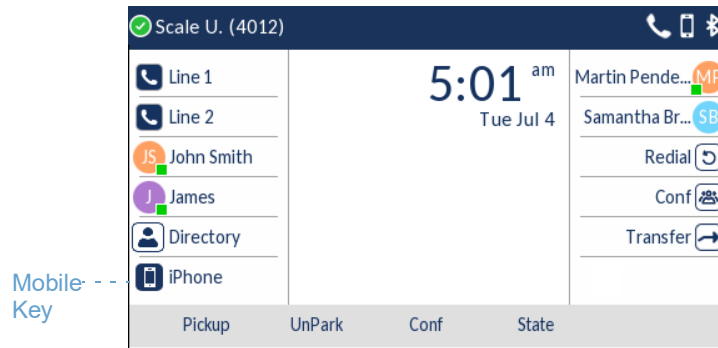 Scale U. (4012)
Line 1
Line 2
JS John Smith
J James
Directory
iPhone
5:01 am
Tue Jul 4
Martin Pende... MP
Samantha Br... SB
Redial
Conf
Transfer
Mobile
Key
Pickup UnPark Conf State